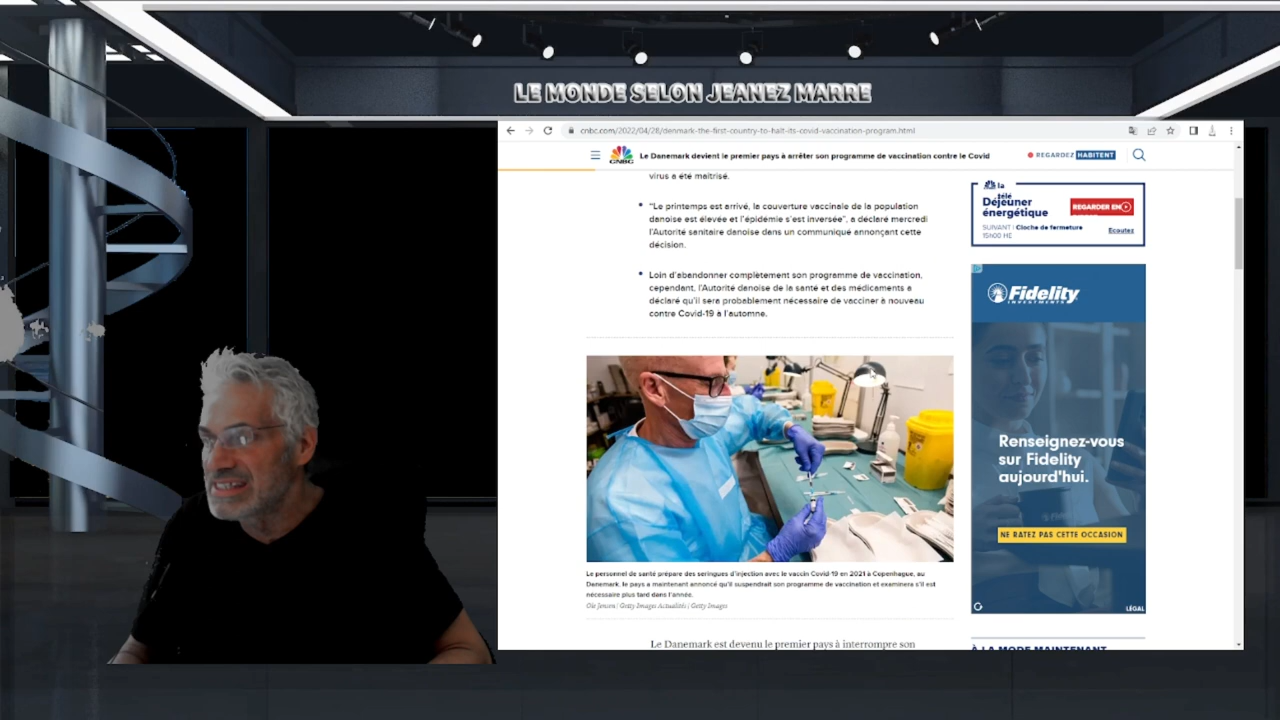 LE MONDE SELON JEANEZ MARRE
cnbc.com/2022/04/28/denmark-the-first-country-to-halt-its-covid-vaccination-program.html
CNBC
Le Danemark devient le premier pays à arrêter son programme de vaccination contre le Covid
REGARDEZ HABITENT
virus a été maîtrisé.
"Le printemps est arrivé, la couverture vaccinale de la population
danoise est élevée et l'épidémie s'est inversée", a déclaré mercredi
l'Autorité sanitaire danoise dans un communiqué annonçant cette
décision.
Loin d'abandonner complètement son programme de vaccination,
cependant, l'Autorité danoise de la santé et des médicaments a
déclaré qu'il sera probablement nécessaire de vacciner à nouveau
contre Covid-19 à l'automne.
Le personnel de santé prépare des seringues d'injection avec le vaccin Covid-19 en 2021 à Copenhague, au
Danemark. le pays a maintenant annoncé qu'il suspendrait son programme de vaccination et examinera s'il est
nécessaire plus tard dans l'année.
Ole Jensen | Getty Images Actualités | Getty Images
Le Danemark est devenu le premier pays à interrompre son
la
télé
Déjeuner
énergétique
REGARDER EN
SUIVANT | Cloche de fermeture
15h00 HE
Ecoutez
Fidelity
INVESTMENTS
Renseignez-vous
sur Fidelity
aujourd'hui.
NE RATEZ PAS CETTE OCCASION
LÉGAL
À LA MODE MAINTENANT